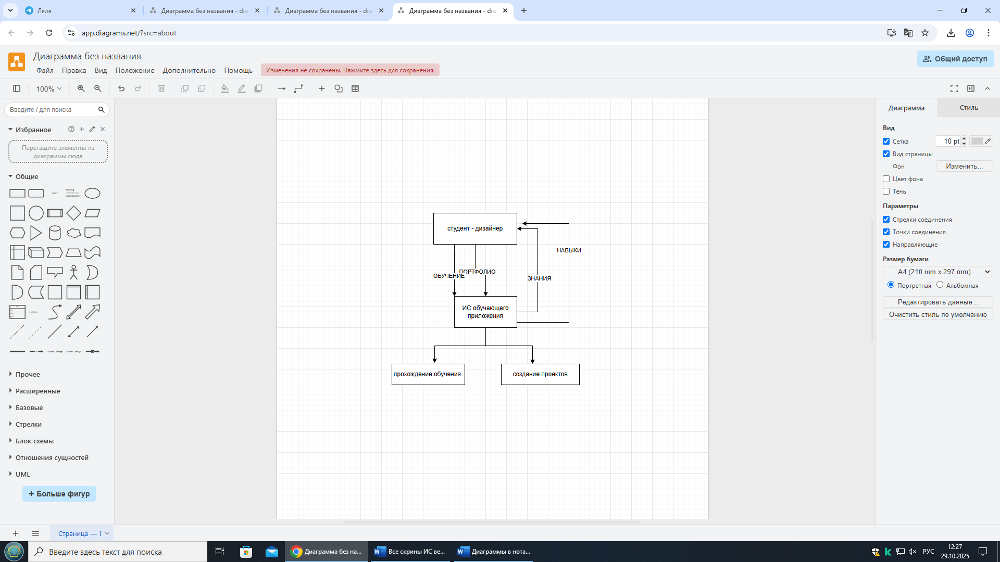 Ляля
Диаграмма без названия - dra
Диаграмма без названия - dra
Диаграмма без названия - dra
app.diagrams.net/?src=about
Диаграмма без названия
Файл
Правка
Вид
Положение
Дополнительно
Помощь
Изменения не сохранены. Нажмите здесь для сохранения.
Общий доступ
100%
Введите / для поиска
Избранное
Перетащите элементы из
диаграммы сюда
Общие
Text
Heading
List Item
Прочее
Расширенные
Базовые
Стрелки
Блок-схемы
Отношения сущностей
UML
+ Больше фигур
студент - дизайнер
НАВЫКИ
ПОРТФОЛИО
ОБУЧЕНИЕ
ЗНАНИЯ
ИС обучающего
приложения
прохождение обучения
создание проектов
Диаграмма
Стиль
Вид
Сетка
10 pt
Вид страницы
Фон
Изменить...
Цвет фона
Тень
Параметры
Стрелки соединения
Точки соединения
Направляющие
Размер бумаги
A4 (210 mm x 297 mm)
Портретная
Альбомная
Редактировать данные...
Очистить стиль по умолчанию
Страница — 1
Введите здесь текст для поиска
Диаграмма без на...
Все скрины ИС ве...
Диаграммы в нота...
РУС
12:27
29.10.2025